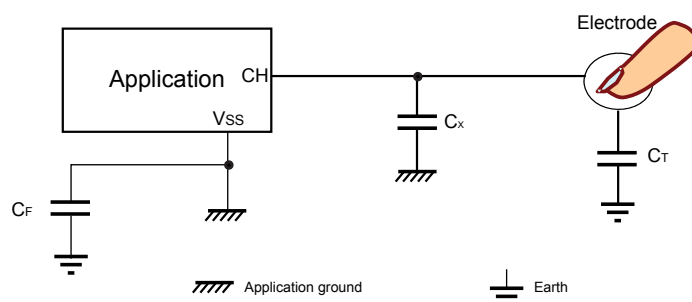 Electrode
Application
CH
VSS
CX
CT
CF
Application ground
Earth